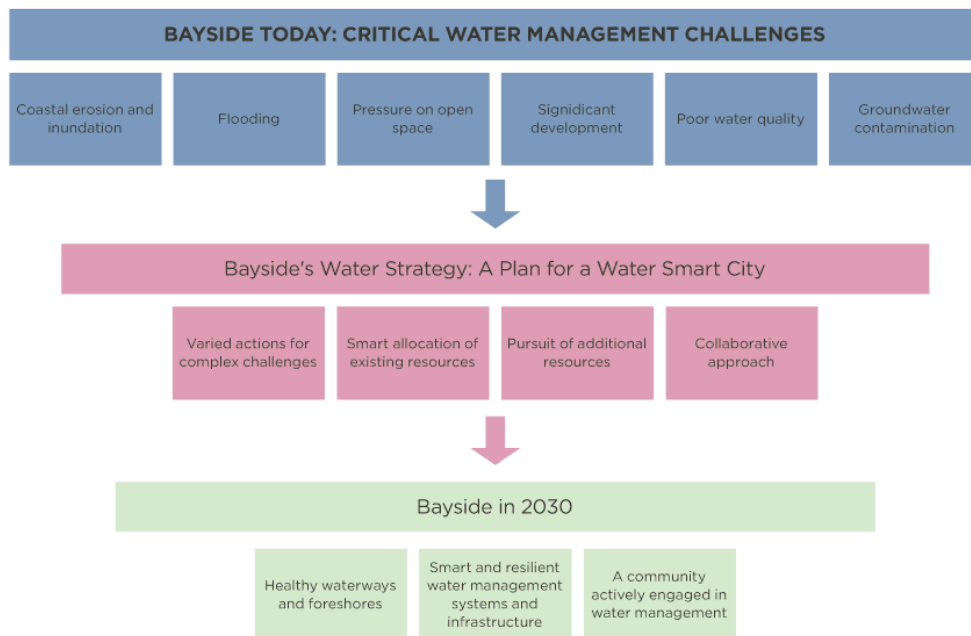 BAYSIDE TODAY: CRITICAL WATER MANAGEMENT CHALLENGES
Coastal erosion and
inundation
Flooding
Pressure on open
space
Signidicant
development
Poor water quality
Groundwater
contamination
Bayside's Water Strategy: A Plan for a Water Smart City
Varied actions for
complex challenges
Smart allocation of
existing resources
Pursuit of additional
resources
Collaborative
approach
Bayside in 2030
Healthy waterways
and foreshores
Smart and resilient
water management
systems and
infrastructure
A community
actively engaged in
water management